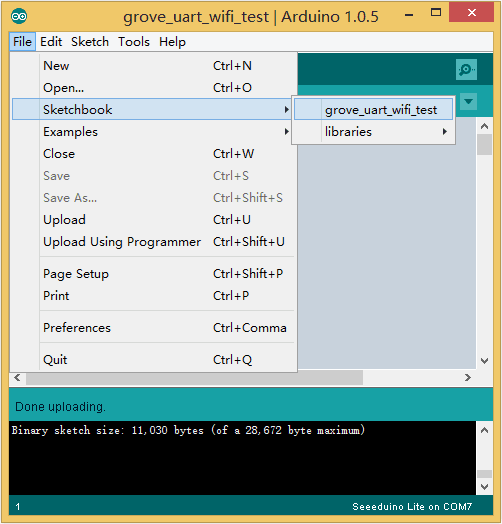 grove_uart_wifi_test | Arduino 1.0.5
File Edit Sketch Tools Help
New Ctrl+N
Open... Ctrl+O
Sketchbook
grove_uart_wifi_test
Examples
libraries
Close Ctrl+W
Save Ctrl+S
Save As... Ctrl+Shift+S
Upload Ctrl+U
Upload Using Programmer Ctrl+Shift+U
Page Setup Ctrl+Shift+P
Print Ctrl+P
Preferences Ctrl+Comma
Quit Ctrl+Q
Done uploading.
Binary sketch size: 11,030 bytes (of a 28,672 byte maximum)
1 Seeeduino Lite on COM7